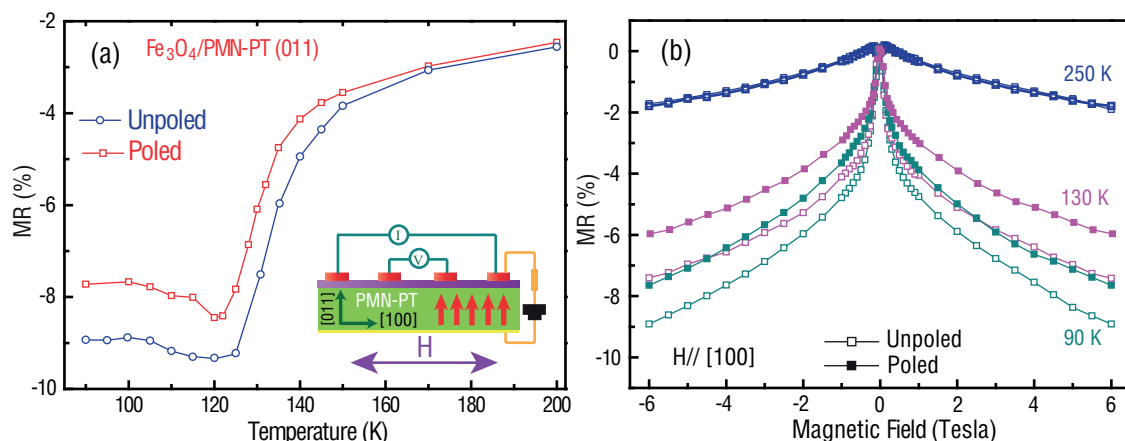 (a)
Fe₃O₄/PMN-PT (011)
Unpoled
Poled
MR (%)
-2
-4
-6
-8
-10
100 120 140 160 180 200
Temperature (K)
I
V
PMN-PT
[011]
[100]
H
(b)
250 K
130 K
90 K
H// [100]
Unpoled
Poled
MR (%)
0
-2
-4
-6
-8
-10
-6 -4 -2 0 2 4 6
Magnetic Field (Tesla)